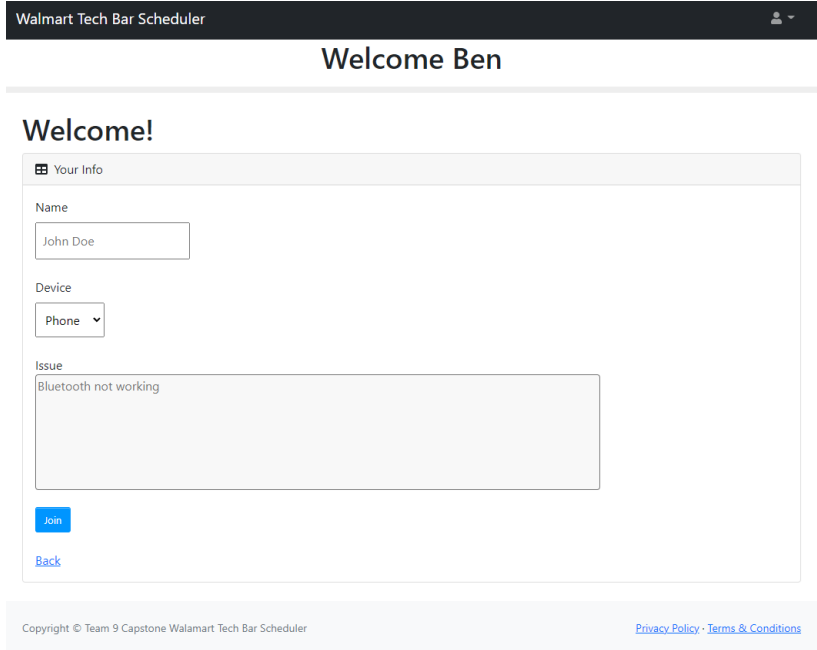 Walmart Tech Bar Scheduler
Welcome Ben
Welcome!
Your Info
Name
John Doe
Device
Phone
Issue
Bluetooth not working
Join
Back
Copyright © Team 9 Capstone Walamart Tech Bar Scheduler
Privacy Policy · Terms & Conditions